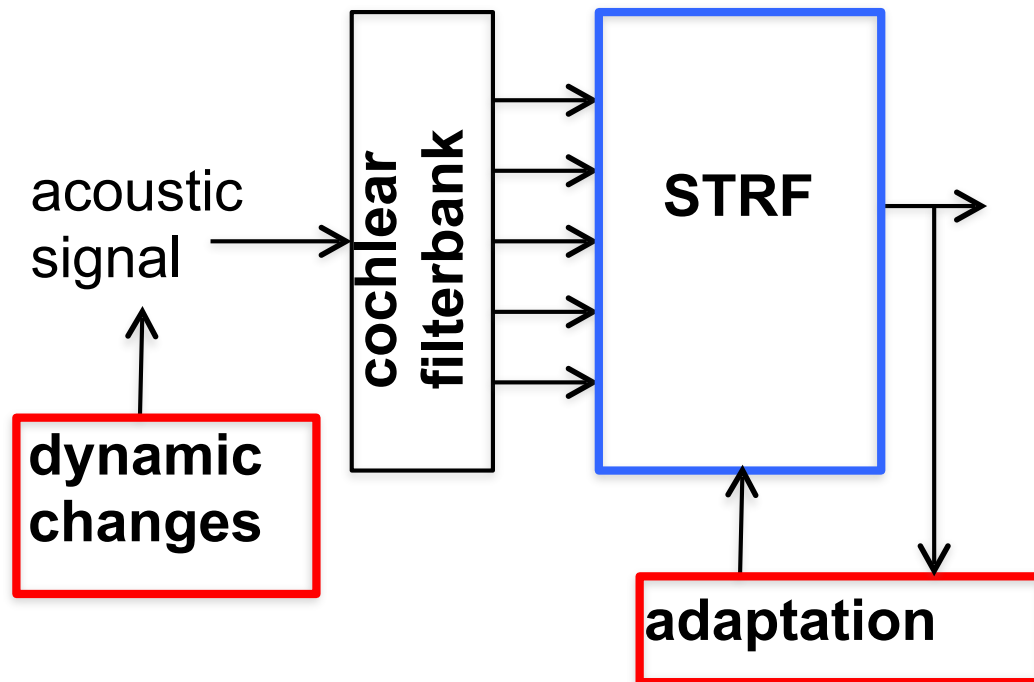 acoustic
signal
cochlear
filterbank
STRF
dynamic
changes
adaptation